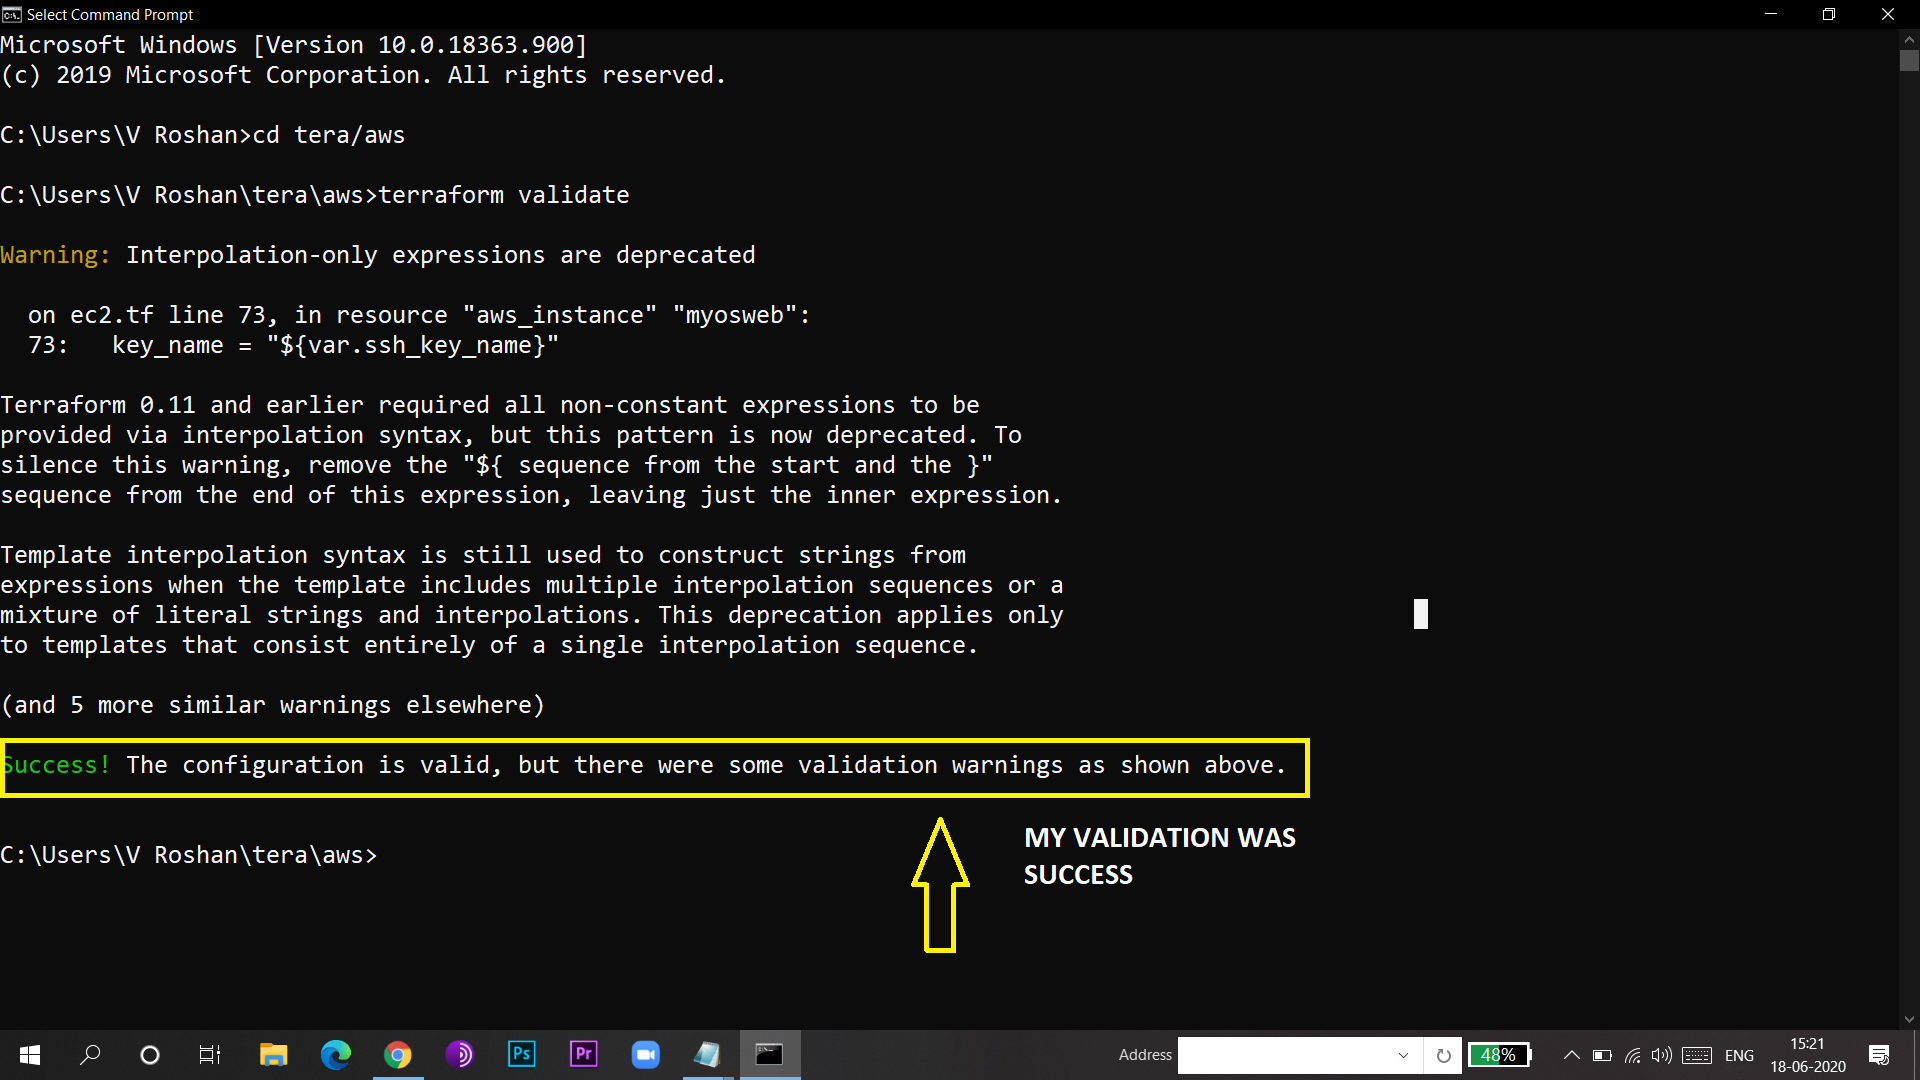 Select Command Prompt
Microsoft Windows [Version 10.0.18363.900]
(c) 2019 Microsoft Corporation. All rights reserved.
C:\Users\V Roshan>cd tera/aws
C:\Users\V Roshan\tera\aws>terraform validate
Warning: Interpolation-only expressions are deprecated
on ec2.tf line 73, in resource "aws_instance" "myosweb":
73:   key_name = "${var.ssh_key_name}"
Terraform 0.11 and earlier required all non-constant expressions to be
provided via interpolation syntax, but this pattern is now deprecated. To
silence this warning, remove the "${ sequence from the start and the }"
sequence from the end of this expression, leaving just the inner expression.
Template interpolation syntax is still used to construct strings from
expressions when the template includes multiple interpolation sequences or a
mixture of literal strings and interpolations. This deprecation applies only
to templates that consist entirely of a single interpolation sequence.
(and 5 more similar warnings elsewhere)
Success! The configuration is valid, but there were some validation warnings as shown above.
MY VALIDATION WAS
SUCCESS
C:\Users\V Roshan\tera\aws>
Ps
Pr
Address
48%
ENG
15:21
18-06-2020